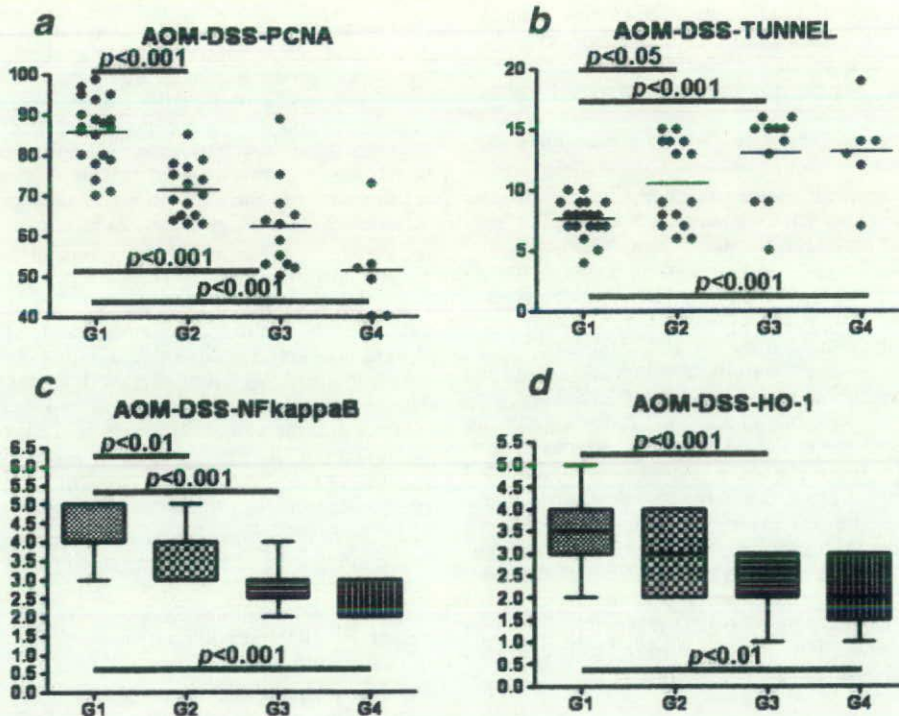 a
AOM-DSS-PCNA
p<0.001
100
90
80
70
60
50
40
p<0.001
p<0.001
G1 G2 G3 G4
b
AOM-DSS-TUNNEL
p<0.05
p<0.001
20
15
10
5
0
p<0.001
G1 G2 G3 G4
c
AOM-DSS-NFkappaB
p<0.01
p<0.001
6.5
6.0
5.5
5.0
4.5
4.0
3.5
3.0
2.5
2.0
1.5
1.0
0.5
0.0
p<0.001
G1 G2 G3 G4
d
AOM-DSS-HO-1
p<0.001
5.5
5.0
4.5
4.0
3.5
3.0
2.5
2.0
1.5
1.0
0.5
0.0
p<0.01
G1 G2 G3 G4